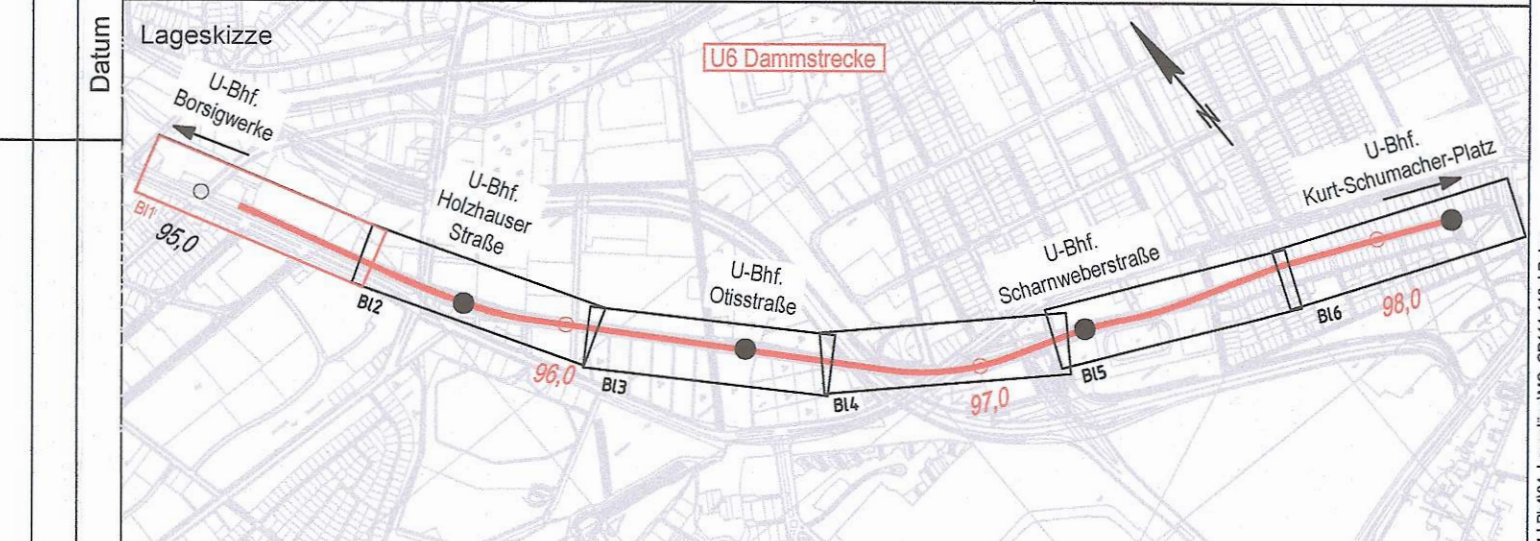 Datum
Lageskizze
U6 Dammstrecke
U-Bhf.
Borsigwerke
Bl1
95,0
U-Bhf.
Holzhauser
Straße
Bl2
96,0
Bl3
U-Bhf.
Otisstraße
Bl4
97,0
U-Bhf.
Scharnweberstraße
Bl5
U-Bhf.
Kurt-Schumacher-Platz
Bl6
98,0